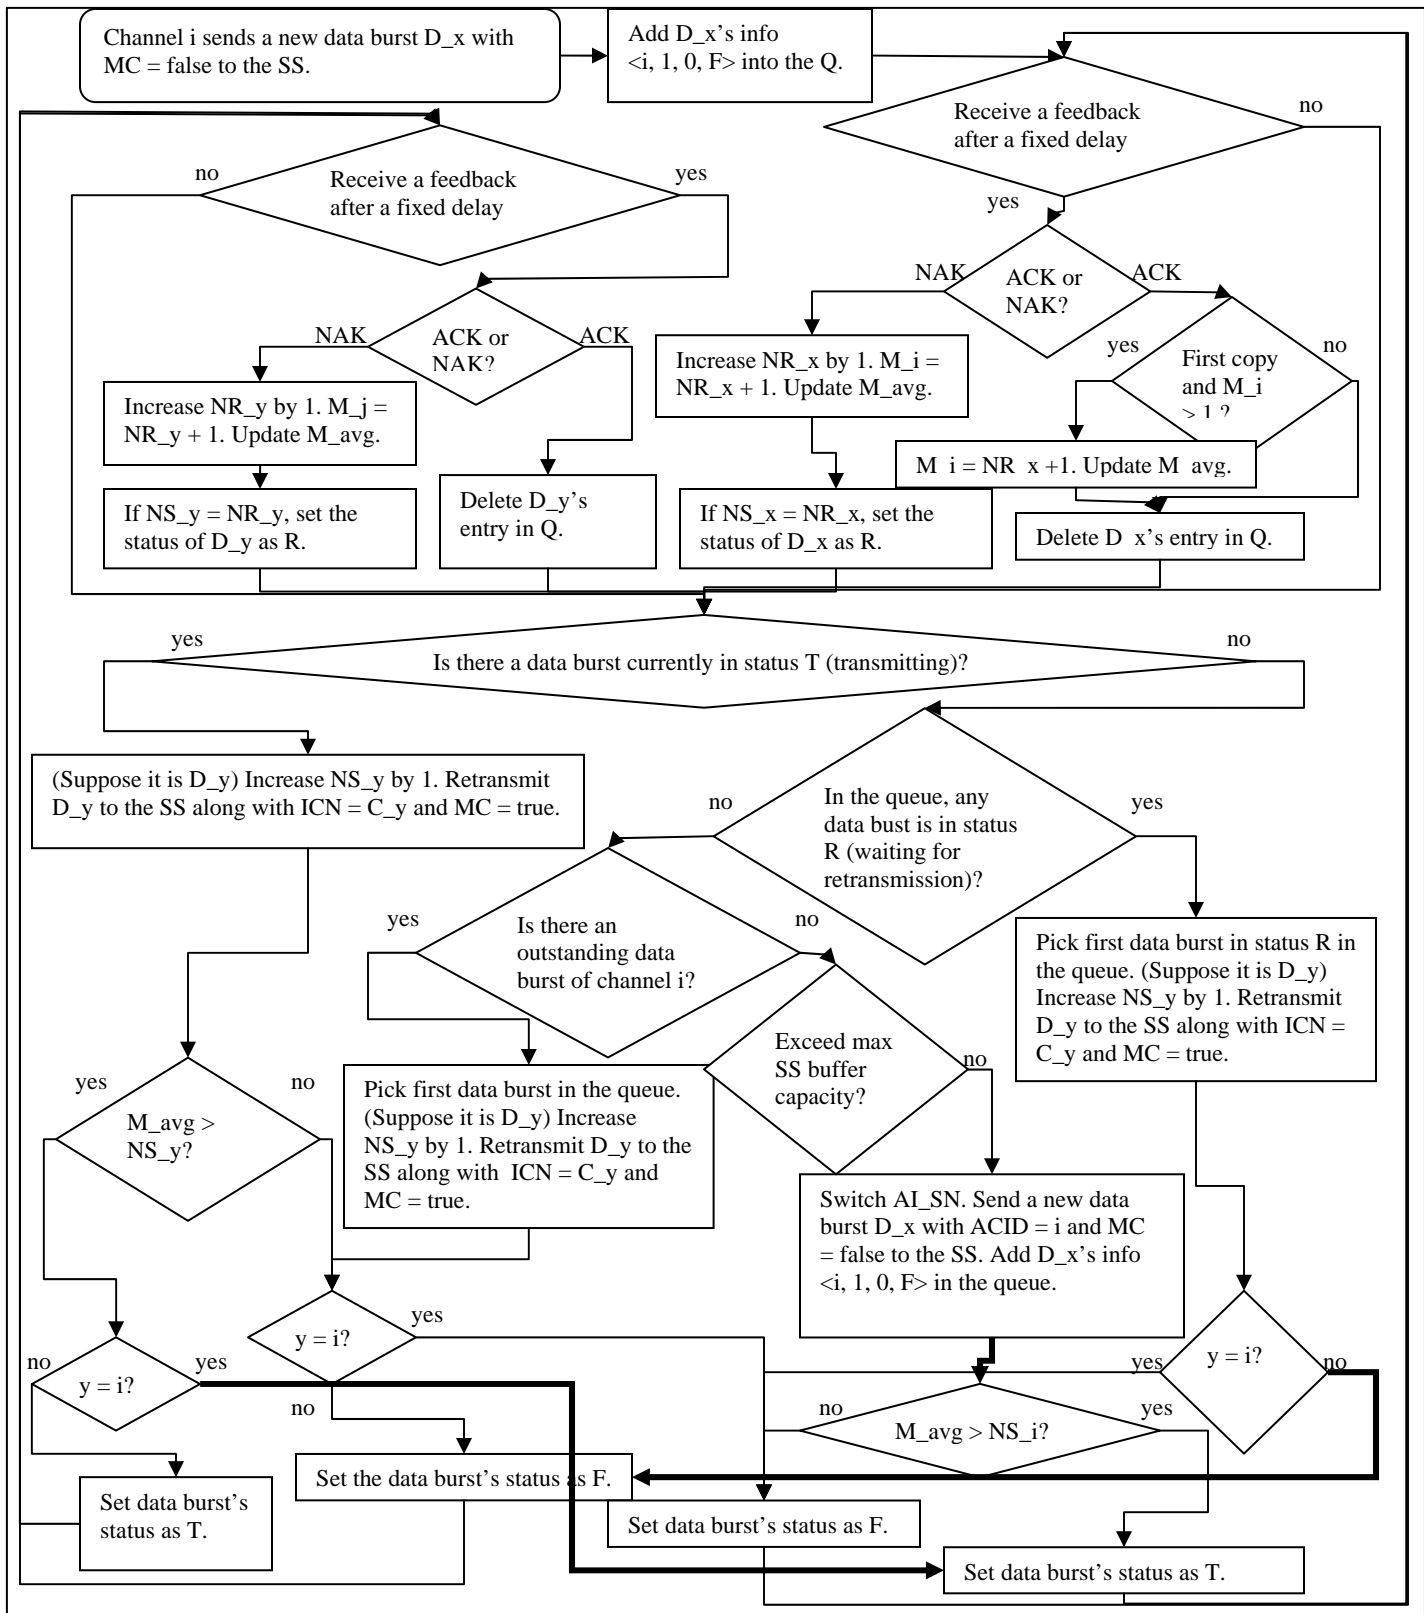 Channel i sends a new data burst D_x with
MC = false to the SS.
Add D_x's info
<i, 1, 0, F> into the Q.
Receive a feedback
after a fixed delay
no
yes
no
Receive a feedback
after a fixed delay
yes
NAK
ACK or
NAK?
ACK
NAK
ACK or
NAK?
ACK
Increase NR_x by 1. M_i =
NR_x + 1. Update M_avg.
yes
First copy
and M_i
> 1 ?
no
Increase NR_y by 1. M_j =
NR_y + 1. Update M_avg.
M_i = NR_x +1. Update M_avg.
If NS_y = NR_y, set the
status of D_y as R.
Delete D_y's
entry in Q.
If NS_x = NR_x, set the
status of D_x as R.
Delete D_x's entry in Q.
yes
Is there a data burst currently in status T (transmitting)?
no
(Suppose it is D_y) Increase NS_y by 1. Retransmit
D_y to the SS along with ICN = C_y and MC = true.
no
In the queue, any
data bust is in status
R (waiting for
retransmission)?
yes
yes
Is there an
outstanding data
burst of channel i?
no
Pick first data burst in status R in
the queue. (Suppose it is D_y)
Increase NS_y by 1. Retransmit
D_y to the SS along with ICN =
C_y and MC = true.
Exceed max
SS buffer
capacity?
no
yes
M_avg >
NS_y?
no
Pick first data burst in the queue.
(Suppose it is D_y) Increase
NS_y by 1. Retransmit D_y to the
SS along with  ICN = C_y and
MC = true.
Switch AI_SN. Send a new data
burst D_x with ACID = i and MC
= false to the SS. Add D_x's info
<i, 1, 0, F> in the queue.
y = i?
yes
no
no
y = i?
yes
yes
y = i?
no
no
M_avg > NS_i?
yes
Set data burst's
status as T.
Set the data burst's status as F.
Set data burst's status as F.
Set data burst's status as T.